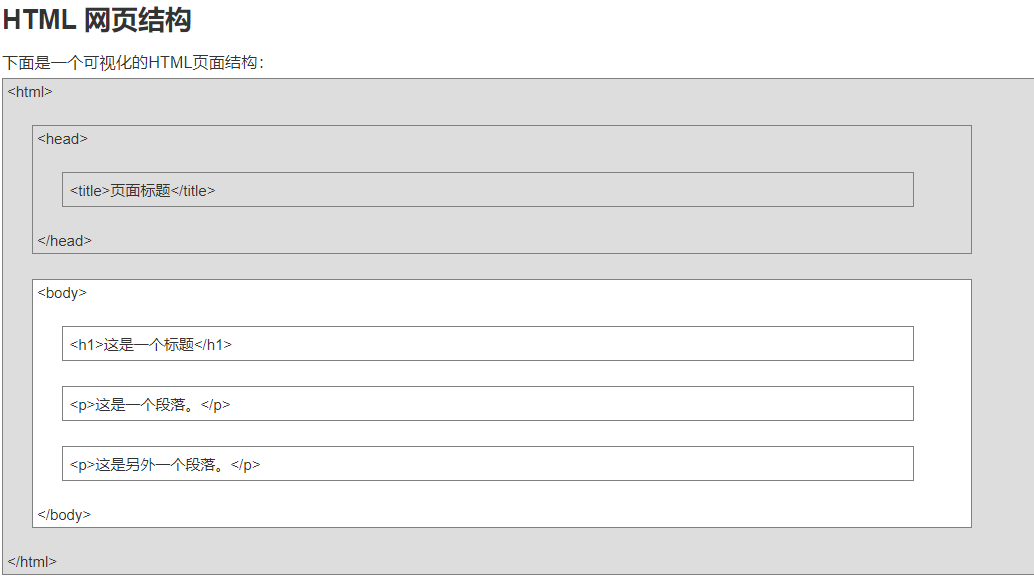 HTML 网页结构
下面是一个可视化的HTML页面结构：
<html>
<head>
<title>页面标题</title>
</head>
<body>
<h1>这是一个标题</h1>
<p>这是一个段落。</p>
<p>这是另外一个段落。</p>
</body>
</html>